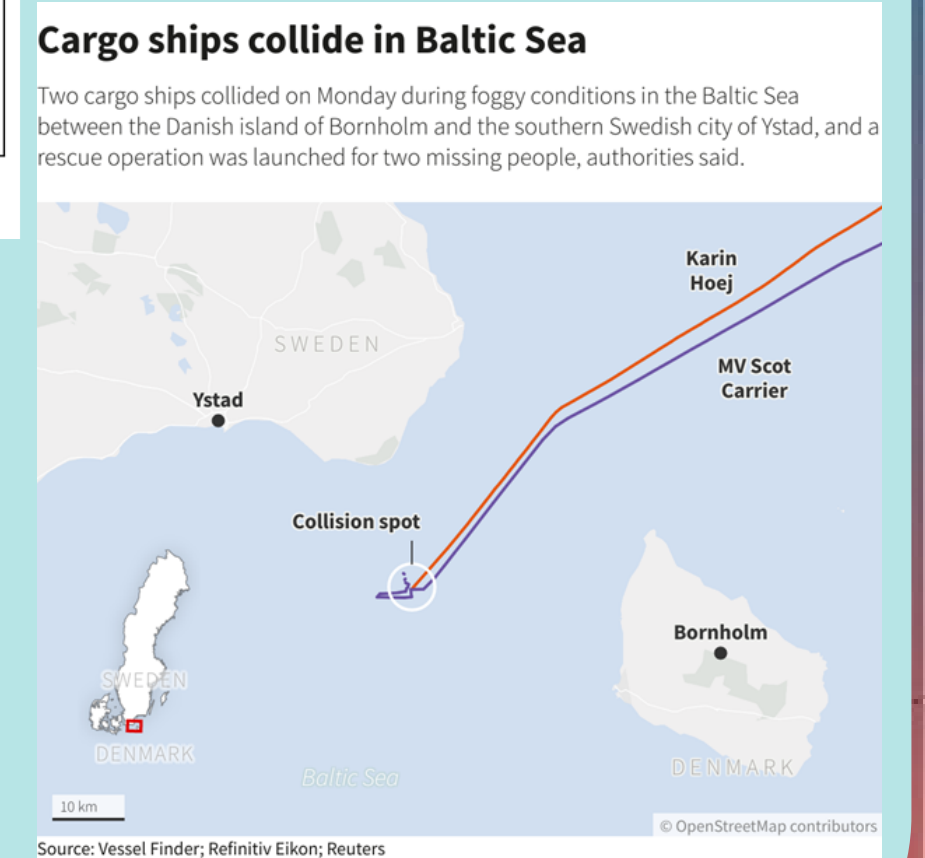 Cargo ships collide in Baltic Sea
Two cargo ships collided on Monday during foggy conditions in the Baltic Sea
between the Danish island of Bornholm and the southern Swedish city of Ystad, and a
rescue operation was launched for two missing people, authorities said.
Karin
Hoej
SWEDEN
MV Scot
Carrier
Ystad
Collision spot
Bornholm
SWEDEN
DENMARK
DENMARK
Baltic Sea
10 km
© OpenStreetMap contributors
Source: Vessel Finder; Refinitiv Eikon; Reuters